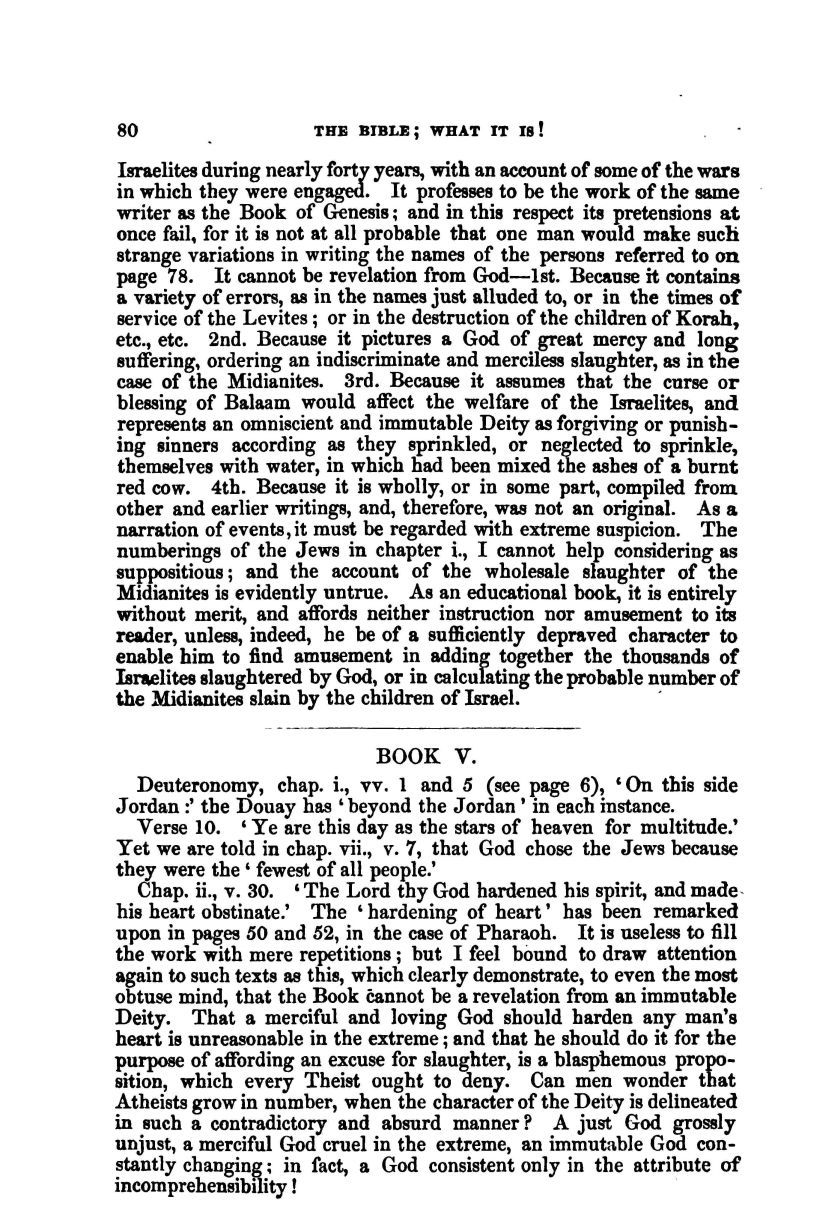 80 THE BIBLE; WHAT IT IS!
Israelites during nearly forty years, with an account of some of the wars
in which they were engaged. It professes to be the work of the same
writer as the Book of Genesis; and in this respect its pretensions at
once fail, for it is not at all probable that one man would make such
strange variations in writing the names of the persons referred to on
page 78. It cannot be revelation from God—1st. Because it contains
a variety of errors, as in the names just alluded to, or in the times of
service of the Levites; or in the destruction of the children of Korah,
etc., etc. 2nd. Because it pictures a God of great mercy and long
suffering, ordering an indiscriminate and merciless slaughter, as in the
case of the Midianites. 3rd. Because it assumes that the curse or
blessing of Balaam would affect the welfare of the Israelites, and
represents an omniscient and immutable Deity as forgiving or punish-
ing sinners according as they sprinkled, or neglected to sprinkle,
themselves with water, in which had been mixed the ashes of a burnt
red cow. 4th. Because it is wholly, or in some part, compiled from
other and earlier writings, and, therefore, was not an original. As a
narration of events, it must be regarded with extreme suspicion. The
numberings of the Jews in chapter i., I cannot help considering as
suppositious; and the account of the wholesale slaughter of the
Midianites is evidently untrue. As an educational book, it is entirely
without merit, and affords neither instruction nor amusement to its
reader, unless, indeed, he be of a sufficiently depraved character to
enable him to find amusement in adding together the thousands of
Israelites slaughtered by God, or in calculating the probable number of
the Midianites slain by the children of Israel.
BOOK V.
Deuteronomy, chap. i., vv. 1 and 5 (see page 6), 'On this side
Jordan:' the Douay has 'beyond the Jordan' in each instance.
Verse 10. 'Ye are this day as the stars of heaven for multitude.'
Yet we are told in chap. vii., v. 7, that God chose the Jews because
they were the 'fewest of all people.'
Chap. ii., v. 30. 'The Lord thy God hardened his spirit, and made
his heart obstinate.' The 'hardening of heart' has been remarked
upon in pages 50 and 52, in the case of Pharaoh. It is useless to fill
the work with mere repetitions; but I feel bound to draw attention
again to such texts as this, which clearly demonstrate, to even the most
obtuse mind, that the Book cannot be a revelation from an immutable
Deity. That a merciful and loving God should harden any man's
heart is unreasonable in the extreme; and that he should do it for the
purpose of affording an excuse for slaughter, is a blasphemous propo-
sition, which every Theist ought to deny. Can men wonder that
Atheists grow in number, when the character of the Deity is delineated
in such a contradictory and absurd manner? A just God grossly
unjust, a merciful God cruel in the extreme, an immutable God con-
stantly changing; in fact, a God consistent only in the attribute of
incomprehensibility!